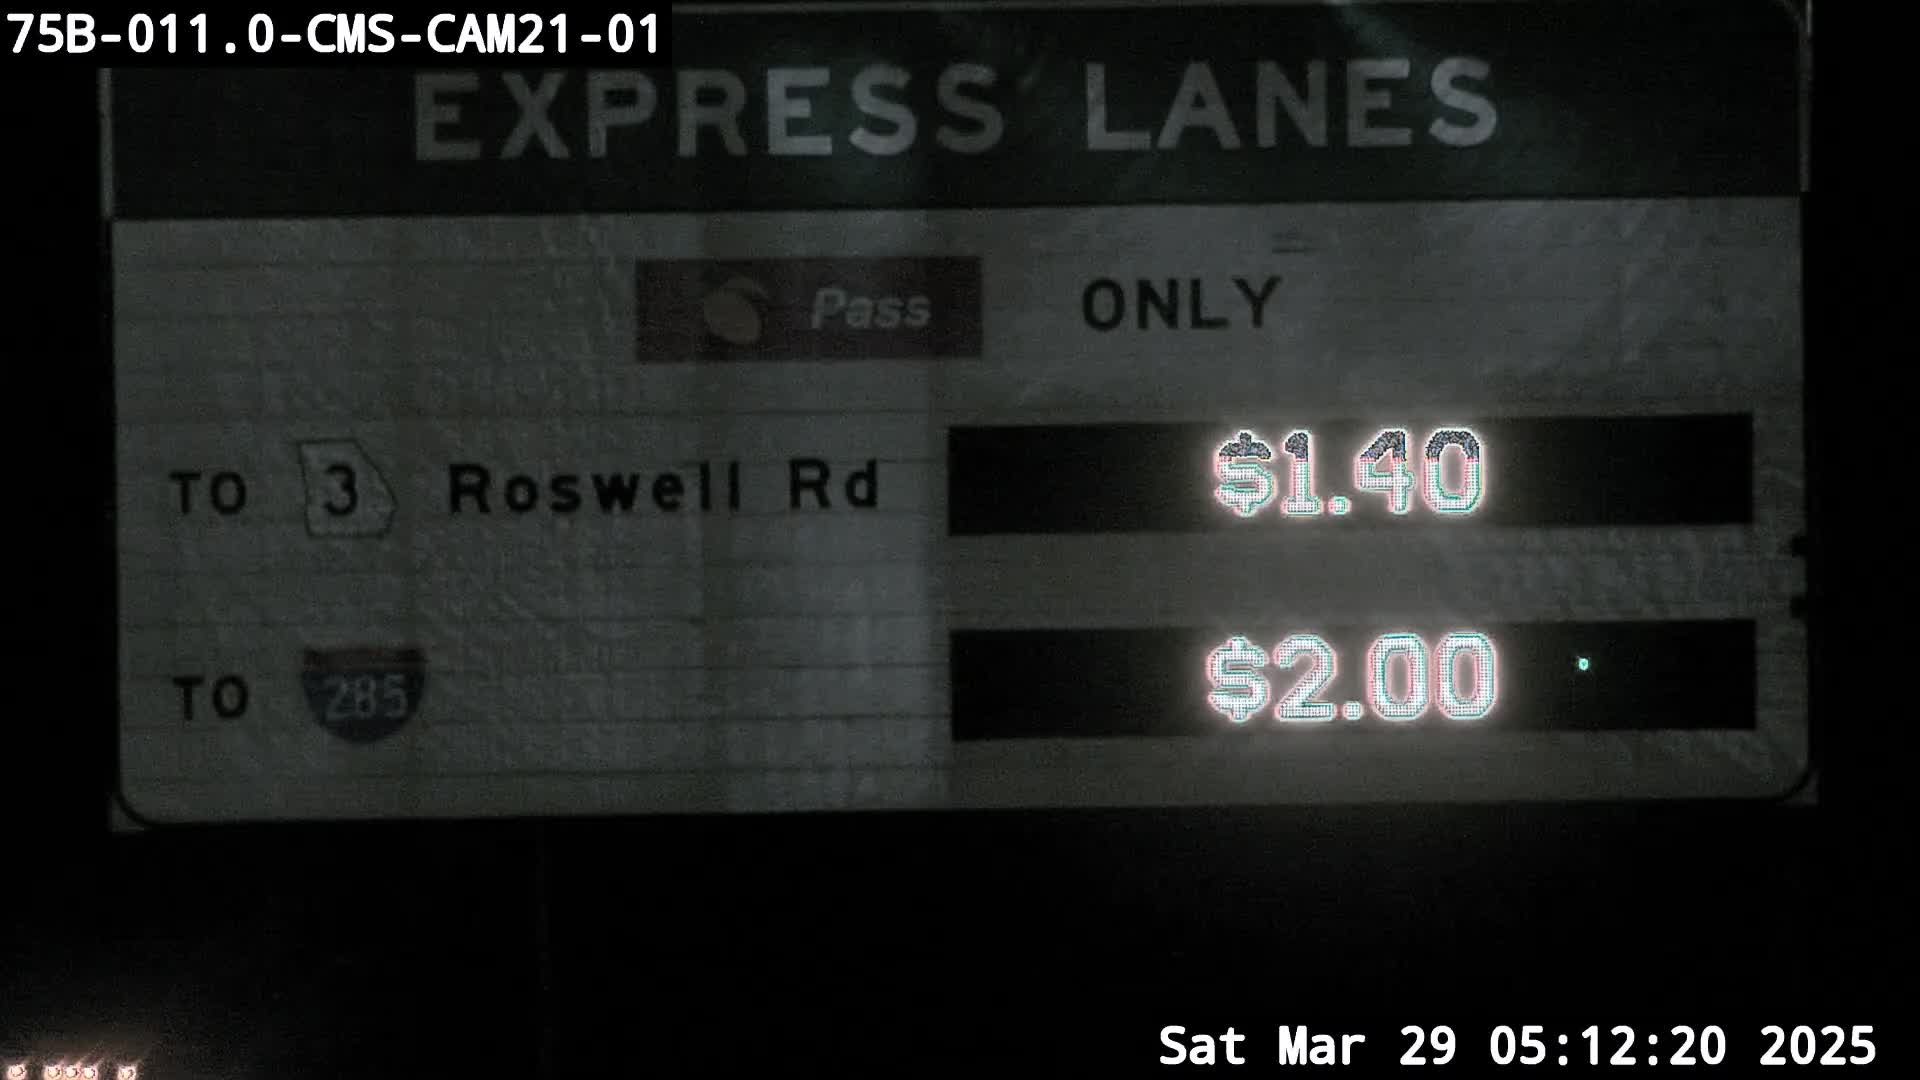 75B-011.0-CMS-CAM21-01
EXPRESS LANES
Pass ONLY
TO 3 Roswell Rd $1.40
TO 285 $2.00
Sat Mar 29 05:12:20 2025